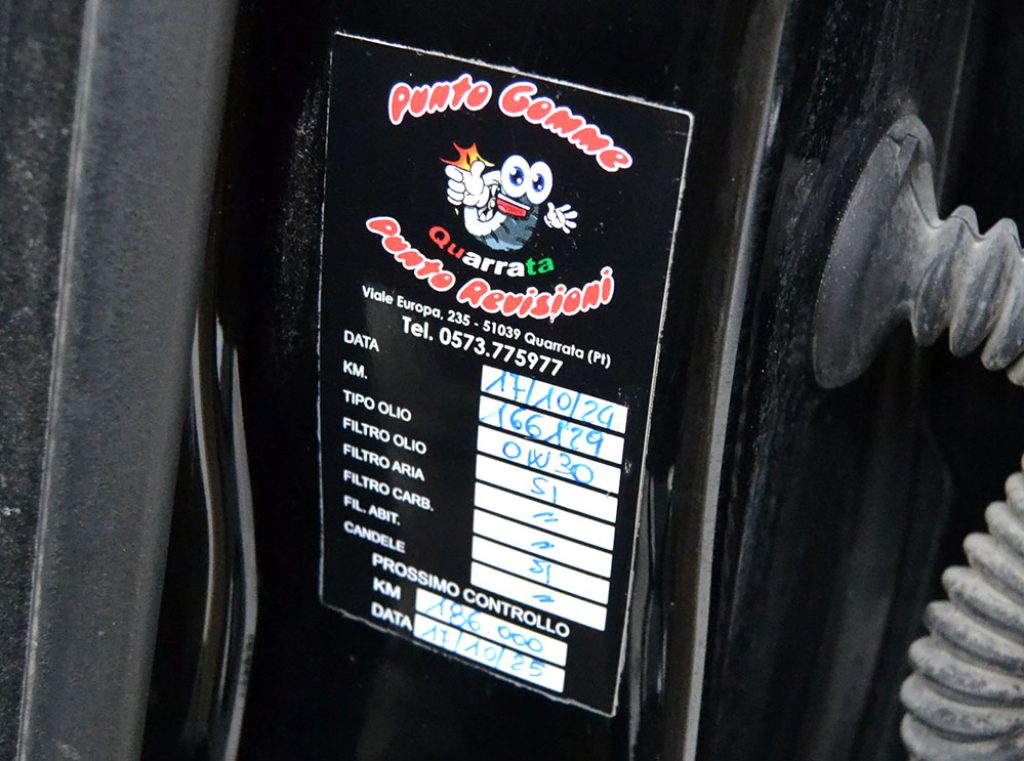 Punto Gomme
Quarrata
Punto Revisioni
Viale Europa, 235 - 51039 Quarrata (Pt)
Tel. 0573.775977
DATA 17/10/24
KM. 166129
TIPO OLIO 0W30
FILTRO OLIO SI
FILTRO ARIA ~
FILTRO CARB. ~
FIL. ABIT. SI
CANDELE ~
PROSSIMO CONTROLLO
KM 186.000
DATA 17/10/25